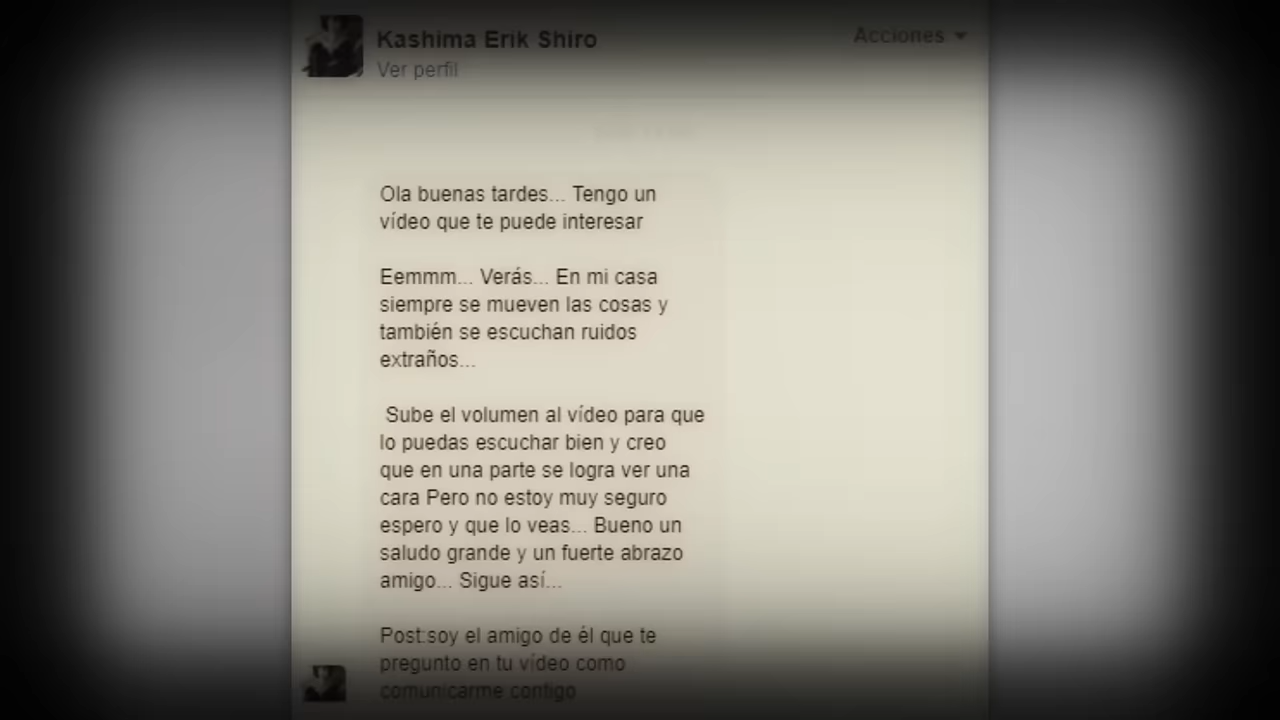 Kashima Erik Shiro
Acciones
Ver perfil
Ola buenas tardes... Tengo un
vídeo que te puede interesar
Eemmm... Verás... En mi casa
siempre se mueven las cosas y
también se escuchan ruidos
extraños...
Sube el volumen al vídeo para que
lo puedas escuchar bien y creo
que en una parte se logra ver una
cara Pero no estoy muy seguro
espero y que lo veas... Bueno un
saludo grande y un fuerte abrazo
amigo... Sigue así...
Post:soy el amigo de él que te
pregunto en tu vídeo como
comunicarme contigo